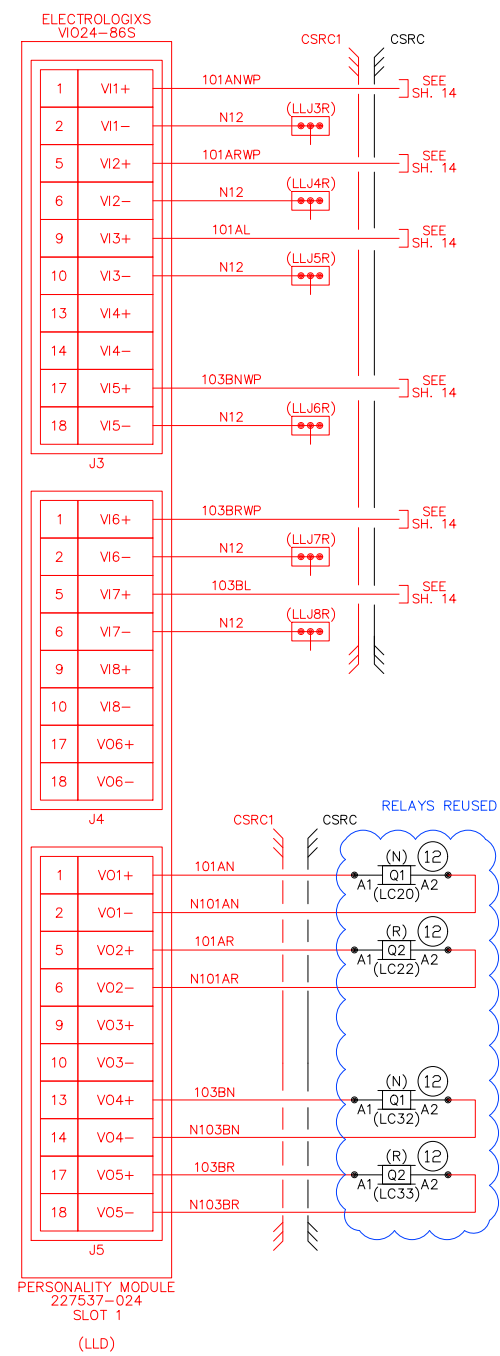 ELECTROLOGIXS
VIO24-86S
CSRC1 CSRC
1 VI1+ 101ANWP SEE SH. 14
2 VI1- N12 (LLJ3R)
5 VI2+ 101ARWP SEE SH. 14
6 VI2- N12 (LLJ4R)
9 VI3+ 101AL SEE SH. 14
10 VI3- N12 (LLJ5R)
13 VI4+
14 VI4-
17 VI5+ 103BNWP SEE SH. 14
18 VI5- N12 (LLJ6R)
J3
1 VI6+ 103BRWP SEE SH. 14
2 VI6- N12 (LLJ7R)
5 VI7+ 103BL SEE SH. 14
6 VI7- N12 (LLJ8R)
9 VI8+
10 VI8-
17 VO6+
18 VO6-
J4
RELAYS REUSED
CSRC1 CSRC
1 VO1+ 101AN A1 (N) Q1 (LC20) A2 12
2 VO1- N101AN
5 VO2+ 101AR A1 (R) Q2 (LC22) A2 12
6 VO2- N101AR
9 VO3+
10 VO3-
13 VO4+ 103BN A1 (N) Q1 (LC32) A2 12
14 VO4- N103BN
17 VO5+ 103BR A1 (R) Q2 (LC33) A2 12
18 VO5- N103BR
J5
PERSONALITY MODULE
227537-024
SLOT 1
(LLD)